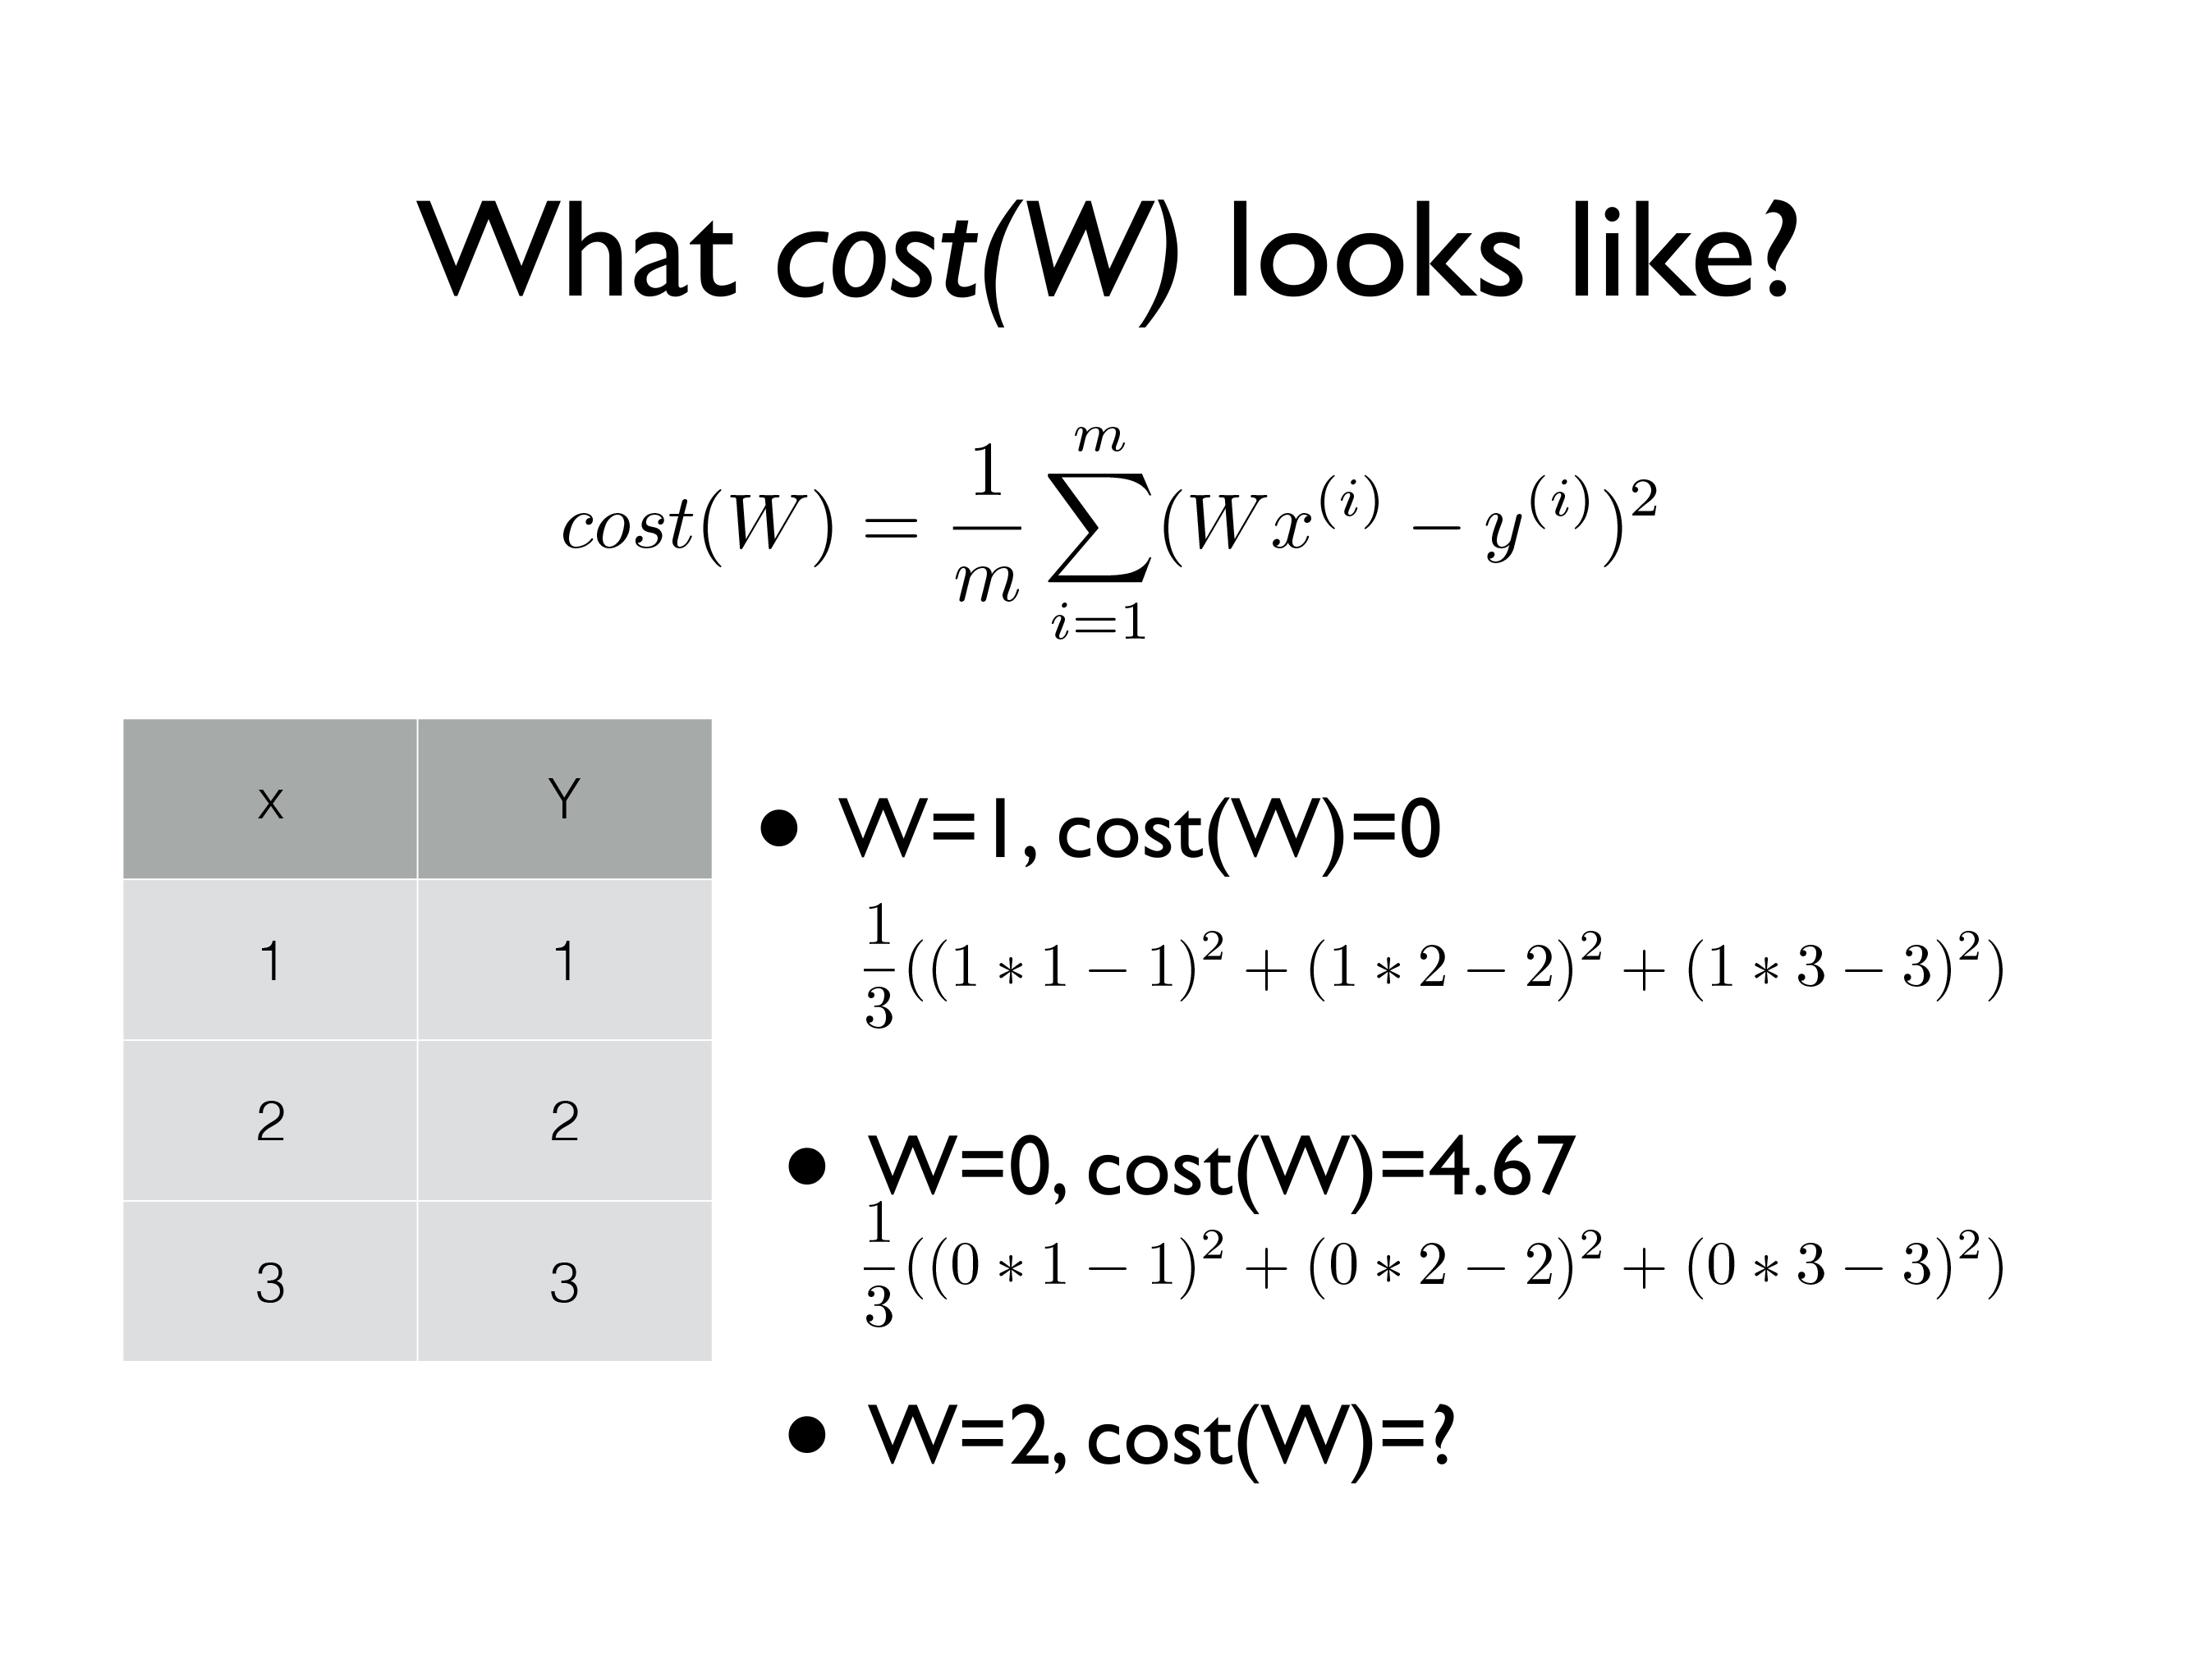 What cost(W) looks like?
cost(W) = \frac{1}{m} \sum_{i=1}^{m} (Wx^{(i)} - y^{(i)})^2
x Y
1 1
2 2
3 3
• W=1, cost(W)=0
\frac{1}{3}((1 * 1 - 1)^2 + (1 * 2 - 2)^2 + (1 * 3 - 3)^2)
• W=0, cost(W)=4.67
\frac{1}{3}((0 * 1 - 1)^2 + (0 * 2 - 2)^2 + (0 * 3 - 3)^2)
• W=2, cost(W)=?